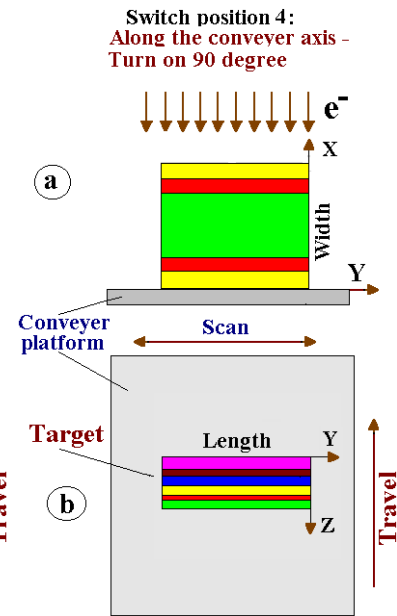 Switch position 4:
Along the conveyer axis -
Turn on 90 degree
e-
X
a
Width
Y
Conveyer
platform
Scan
Target
Length
Y
b
Z
Travel
Travel